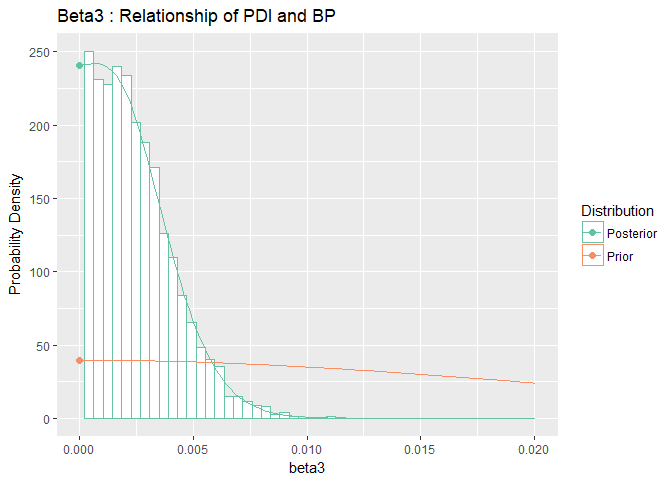 Beta3 : Relationship of PDI and BP
Probability Density
250
200
150
100
50
0
0.000
0.005
0.010
0.015
0.020
beta3
Distribution
Posterior
Prior